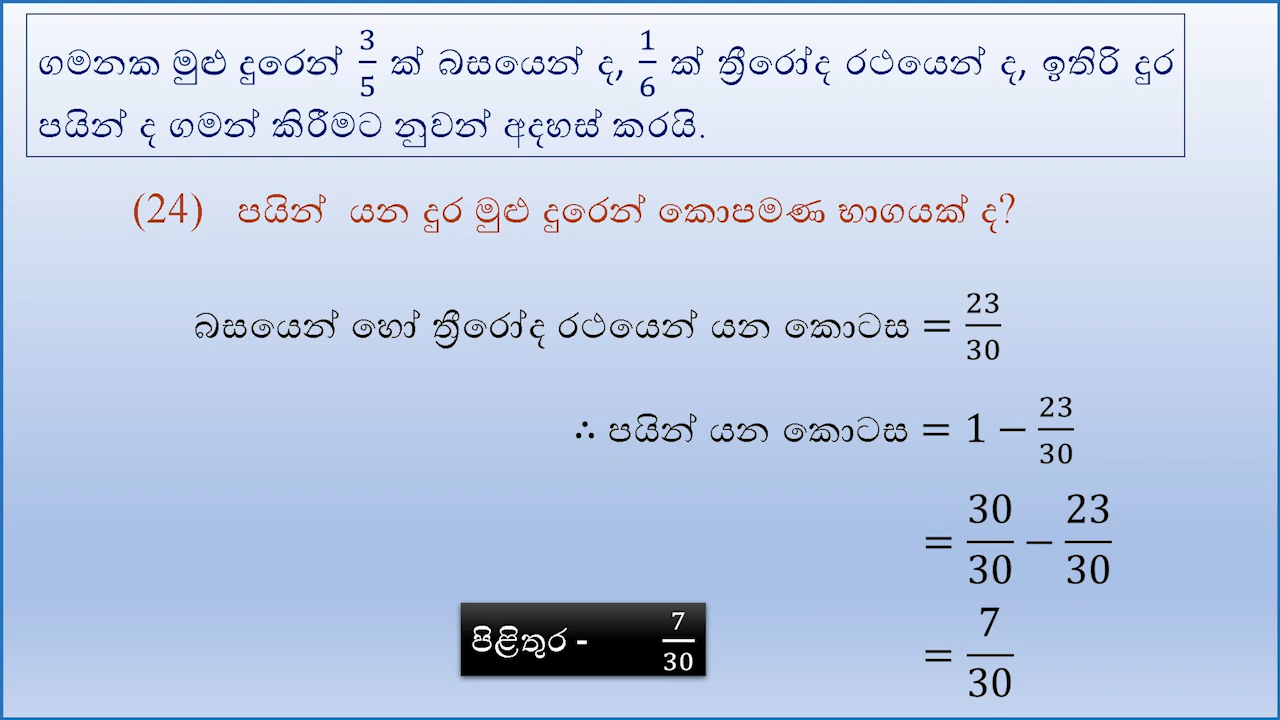 ගමනක මුළු දුරෙන් 3/5 ක් බසයෙන් ද, 1/6 ක් ත්‍රීරෝද රථයෙන් ද, ඉතිරි දුර
පයින් ද ගමන් කිරීමට නුවන් අදහස් කරයි.
(24) පයින් යන දුර මුළු දුරෙන් කොපමණ භාගයක් ද?
බසයෙන් හෝ ත්‍රීරෝද රථයෙන් යන කොටස = 23/30
∴ පයින් යන කොටස = 1 − 23/30
= 30/30 − 23/30
= 7/30
පිළිතුර - 7/30